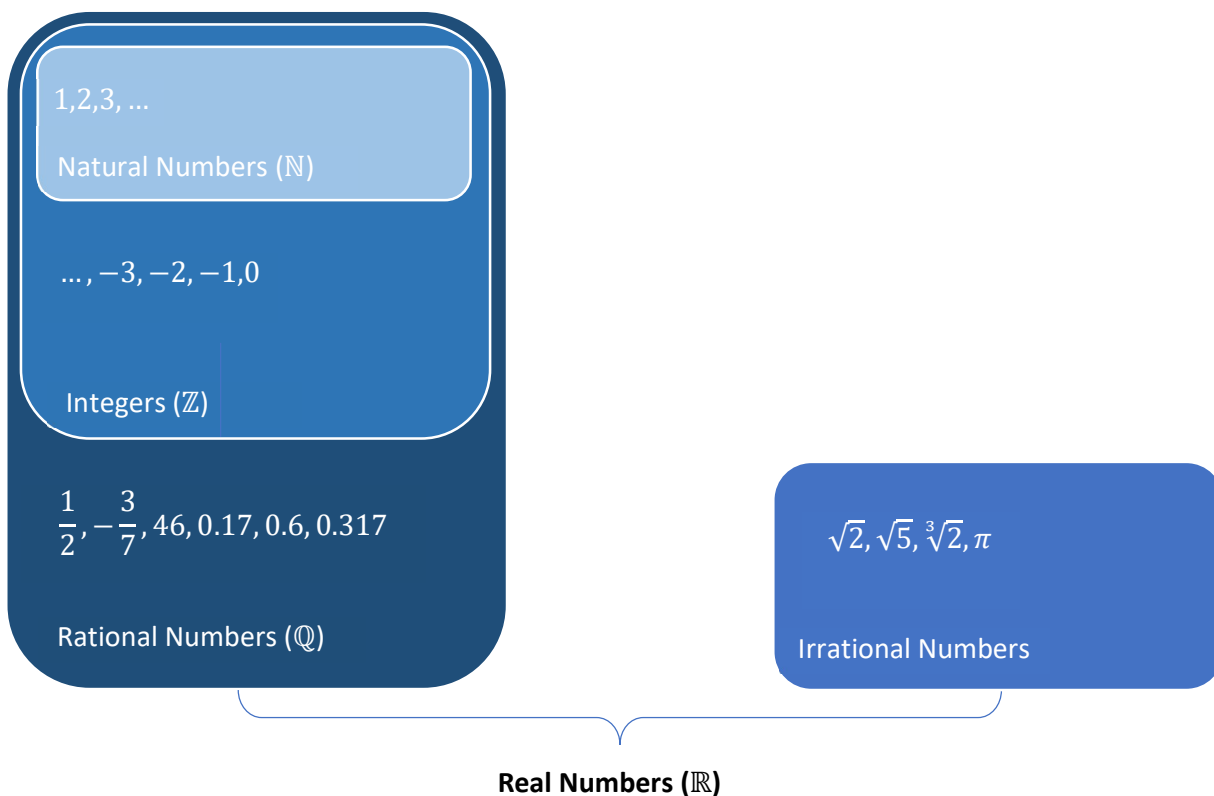 1,2,3, …
Natural Numbers (ℕ)
… , −3, −2, −1,0
Integers (ℤ)
1/2, −3/7, 46, 0.17, 0.6, 0.317
√2, √5, ∛2, π
Rational Numbers (ℚ)
Irrational Numbers
Real Numbers (ℝ)